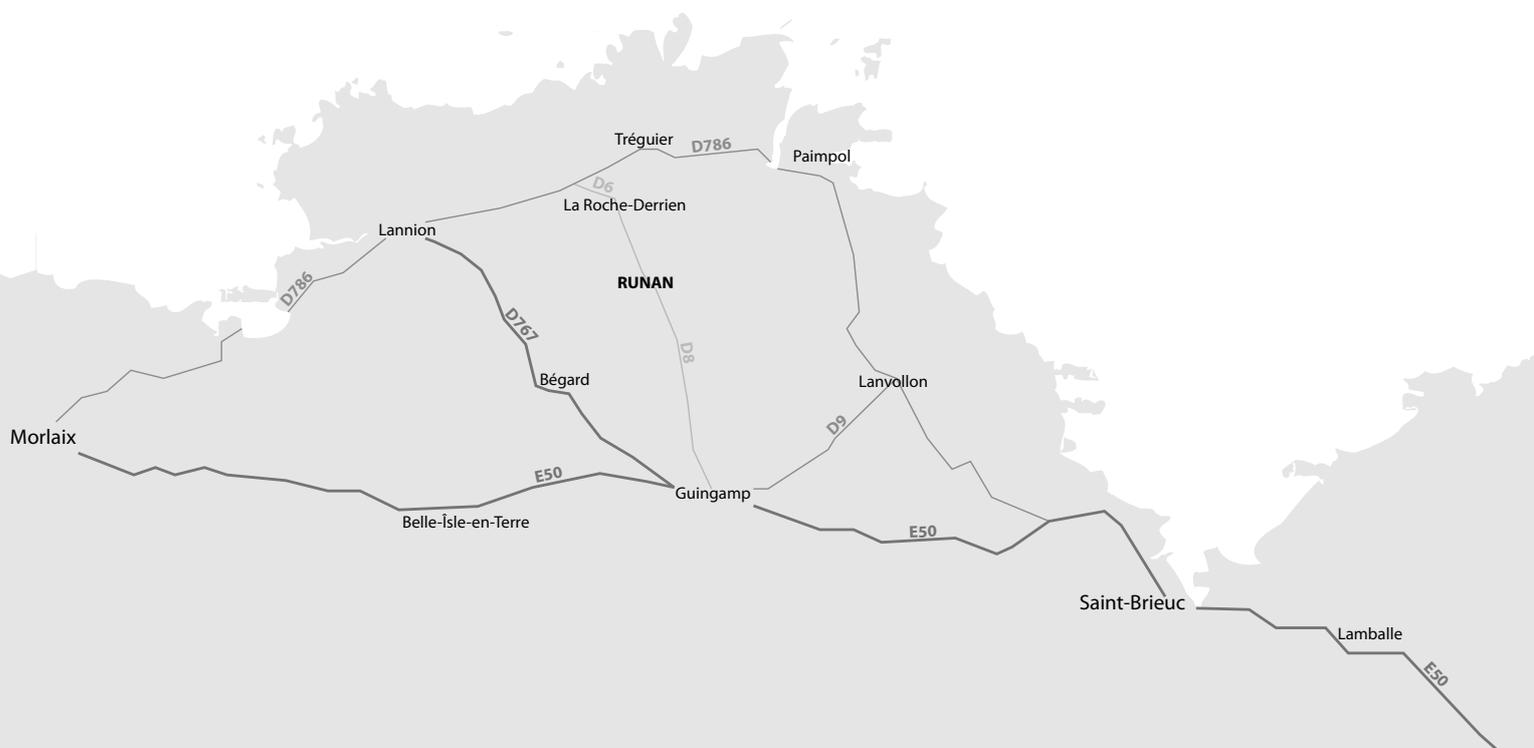 Tréguier
D786
Paimpol
D6
La Roche-Derrien
Lannion
D786
RUNAN
D767
D8
Bégard
Lanvollon
D9
Morlaix
E50
Guingamp
Belle-Îsle-en-Terre
E50
Saint-Brieuc
Lamballe
E50